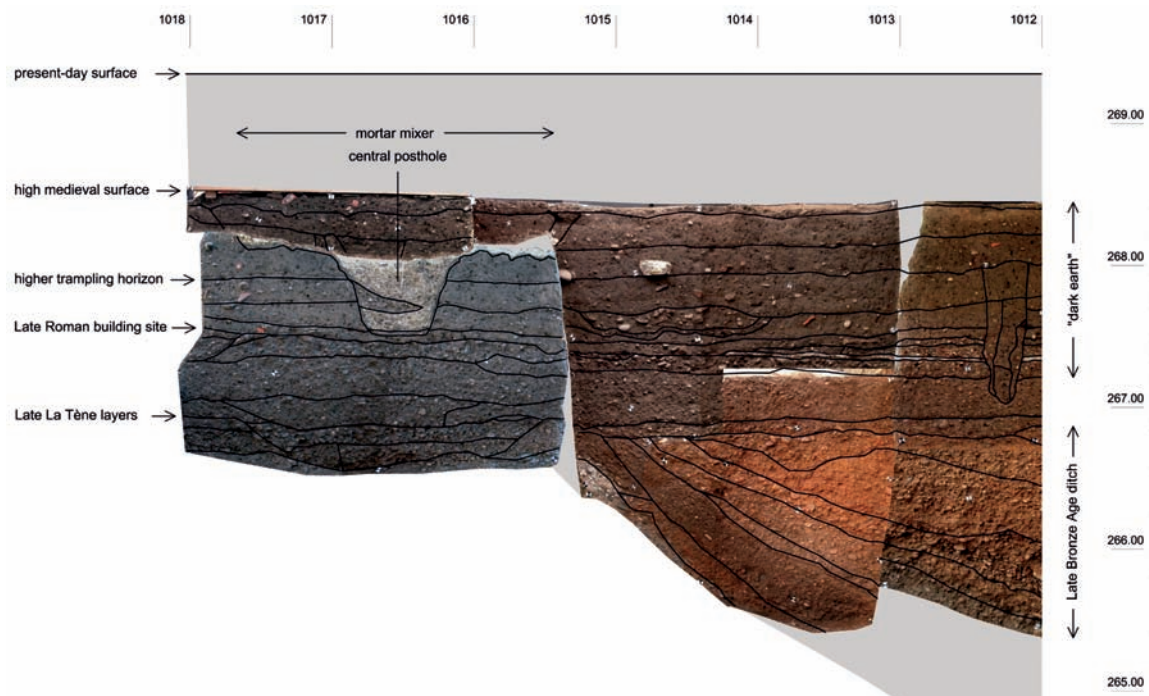 1018
1017
1016
1015
1014
1013
1012
present-day surface
269.00
mortar mixer
central posthole
high medieval surface
268.00
higher trampling horizon
Late Roman building site
"dark earth"
267.00
Late La Tène layers
266.00
Late Bronze Age ditch
265.00